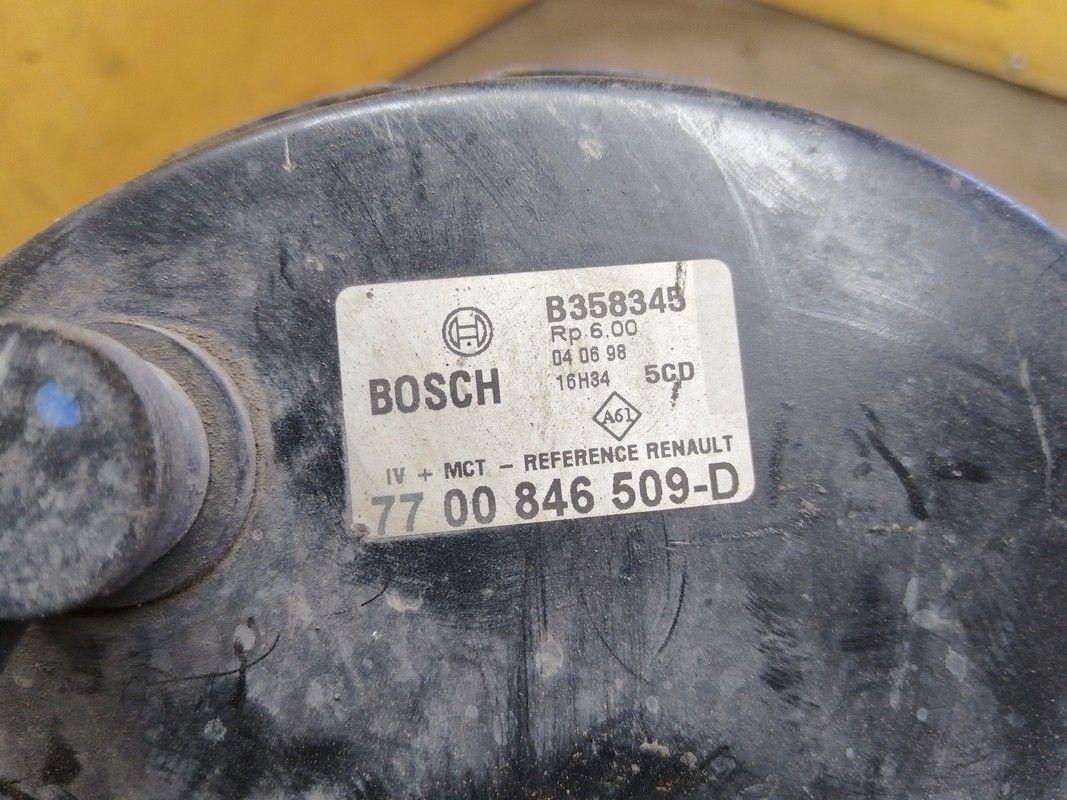 B358345
Rp 6.00
04 06 98
16H34 5CD
BOSCH
A61
IV + MCT - REFERENCE RENAULT
77 00 846 509-D